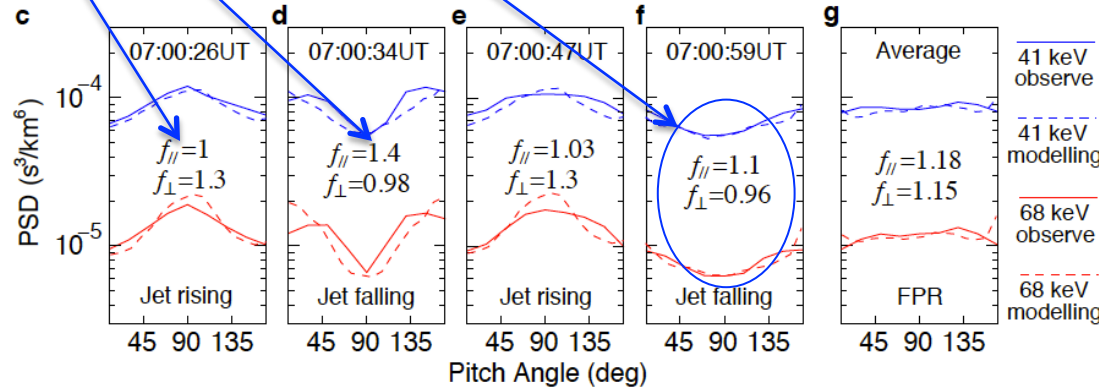 c d e f g
07:00:26UT 07:00:34UT 07:00:47UT 07:00:59UT Average
PSD (s³/km⁶)
10⁻⁴
10⁻⁵
f//=1
f⊥=1.3
Jet rising
f//=1.4
f⊥=0.98
Jet falling
f//=1.03
f⊥=1.3
Jet rising
f//=1.1
f⊥=0.96
Jet falling
f//=1.18
f⊥=1.15
FPR
45 90 135 45 90 135 45 90 135 45 90 135 45 90 135
Pitch Angle (deg)
41 keV
observe
41 keV
modelling
68 keV
observe
68 keV
modelling